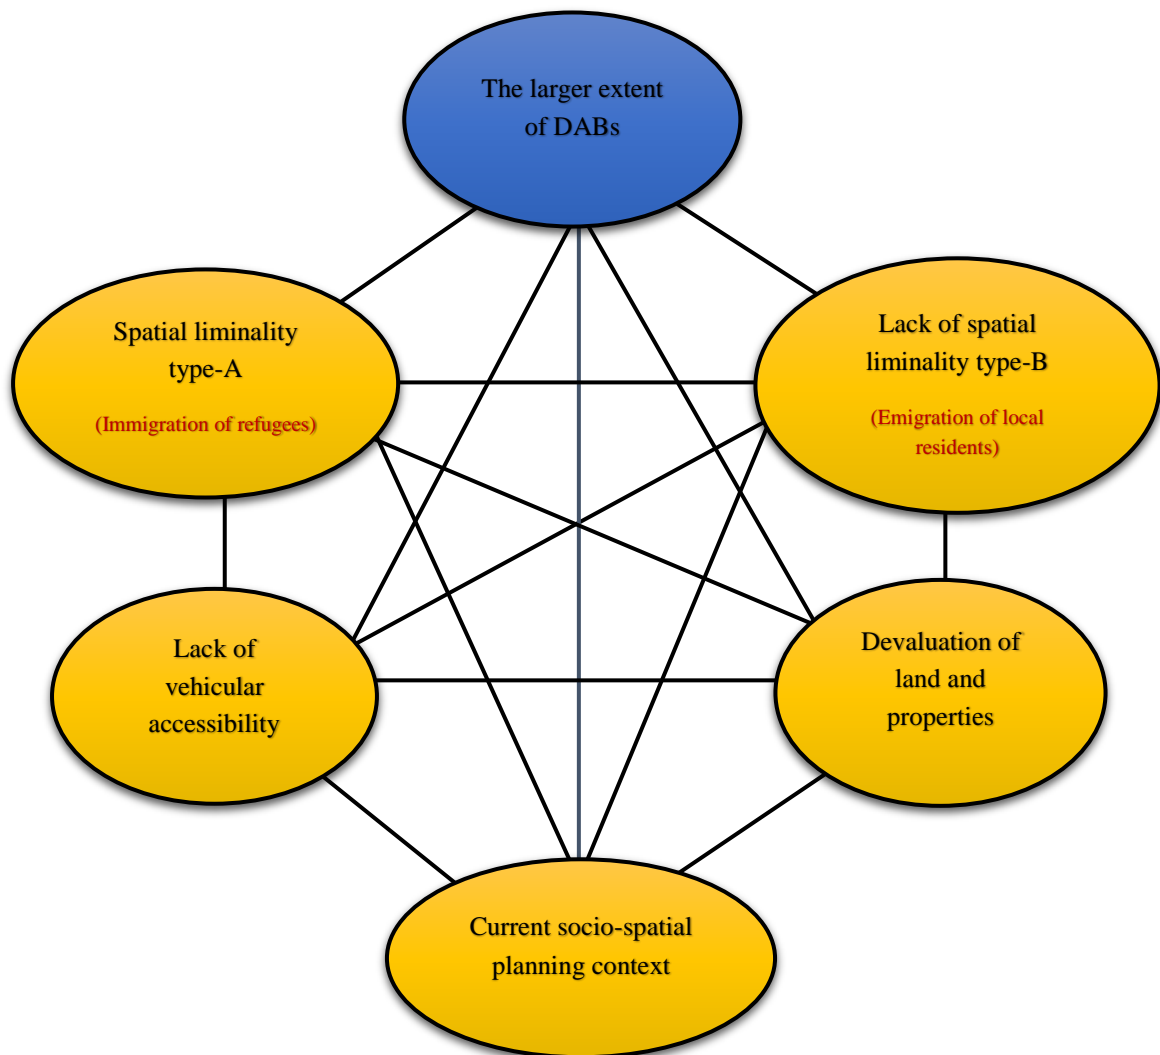 The larger extent
of DABs
Spatial liminality
type-A
(Immigration of refugees)
Lack of spatial
liminality type-B
(Emigration of local
residents)
Lack of
vehicular
accessibility
Devaluation of
land and
properties
Current socio-spatial
planning context